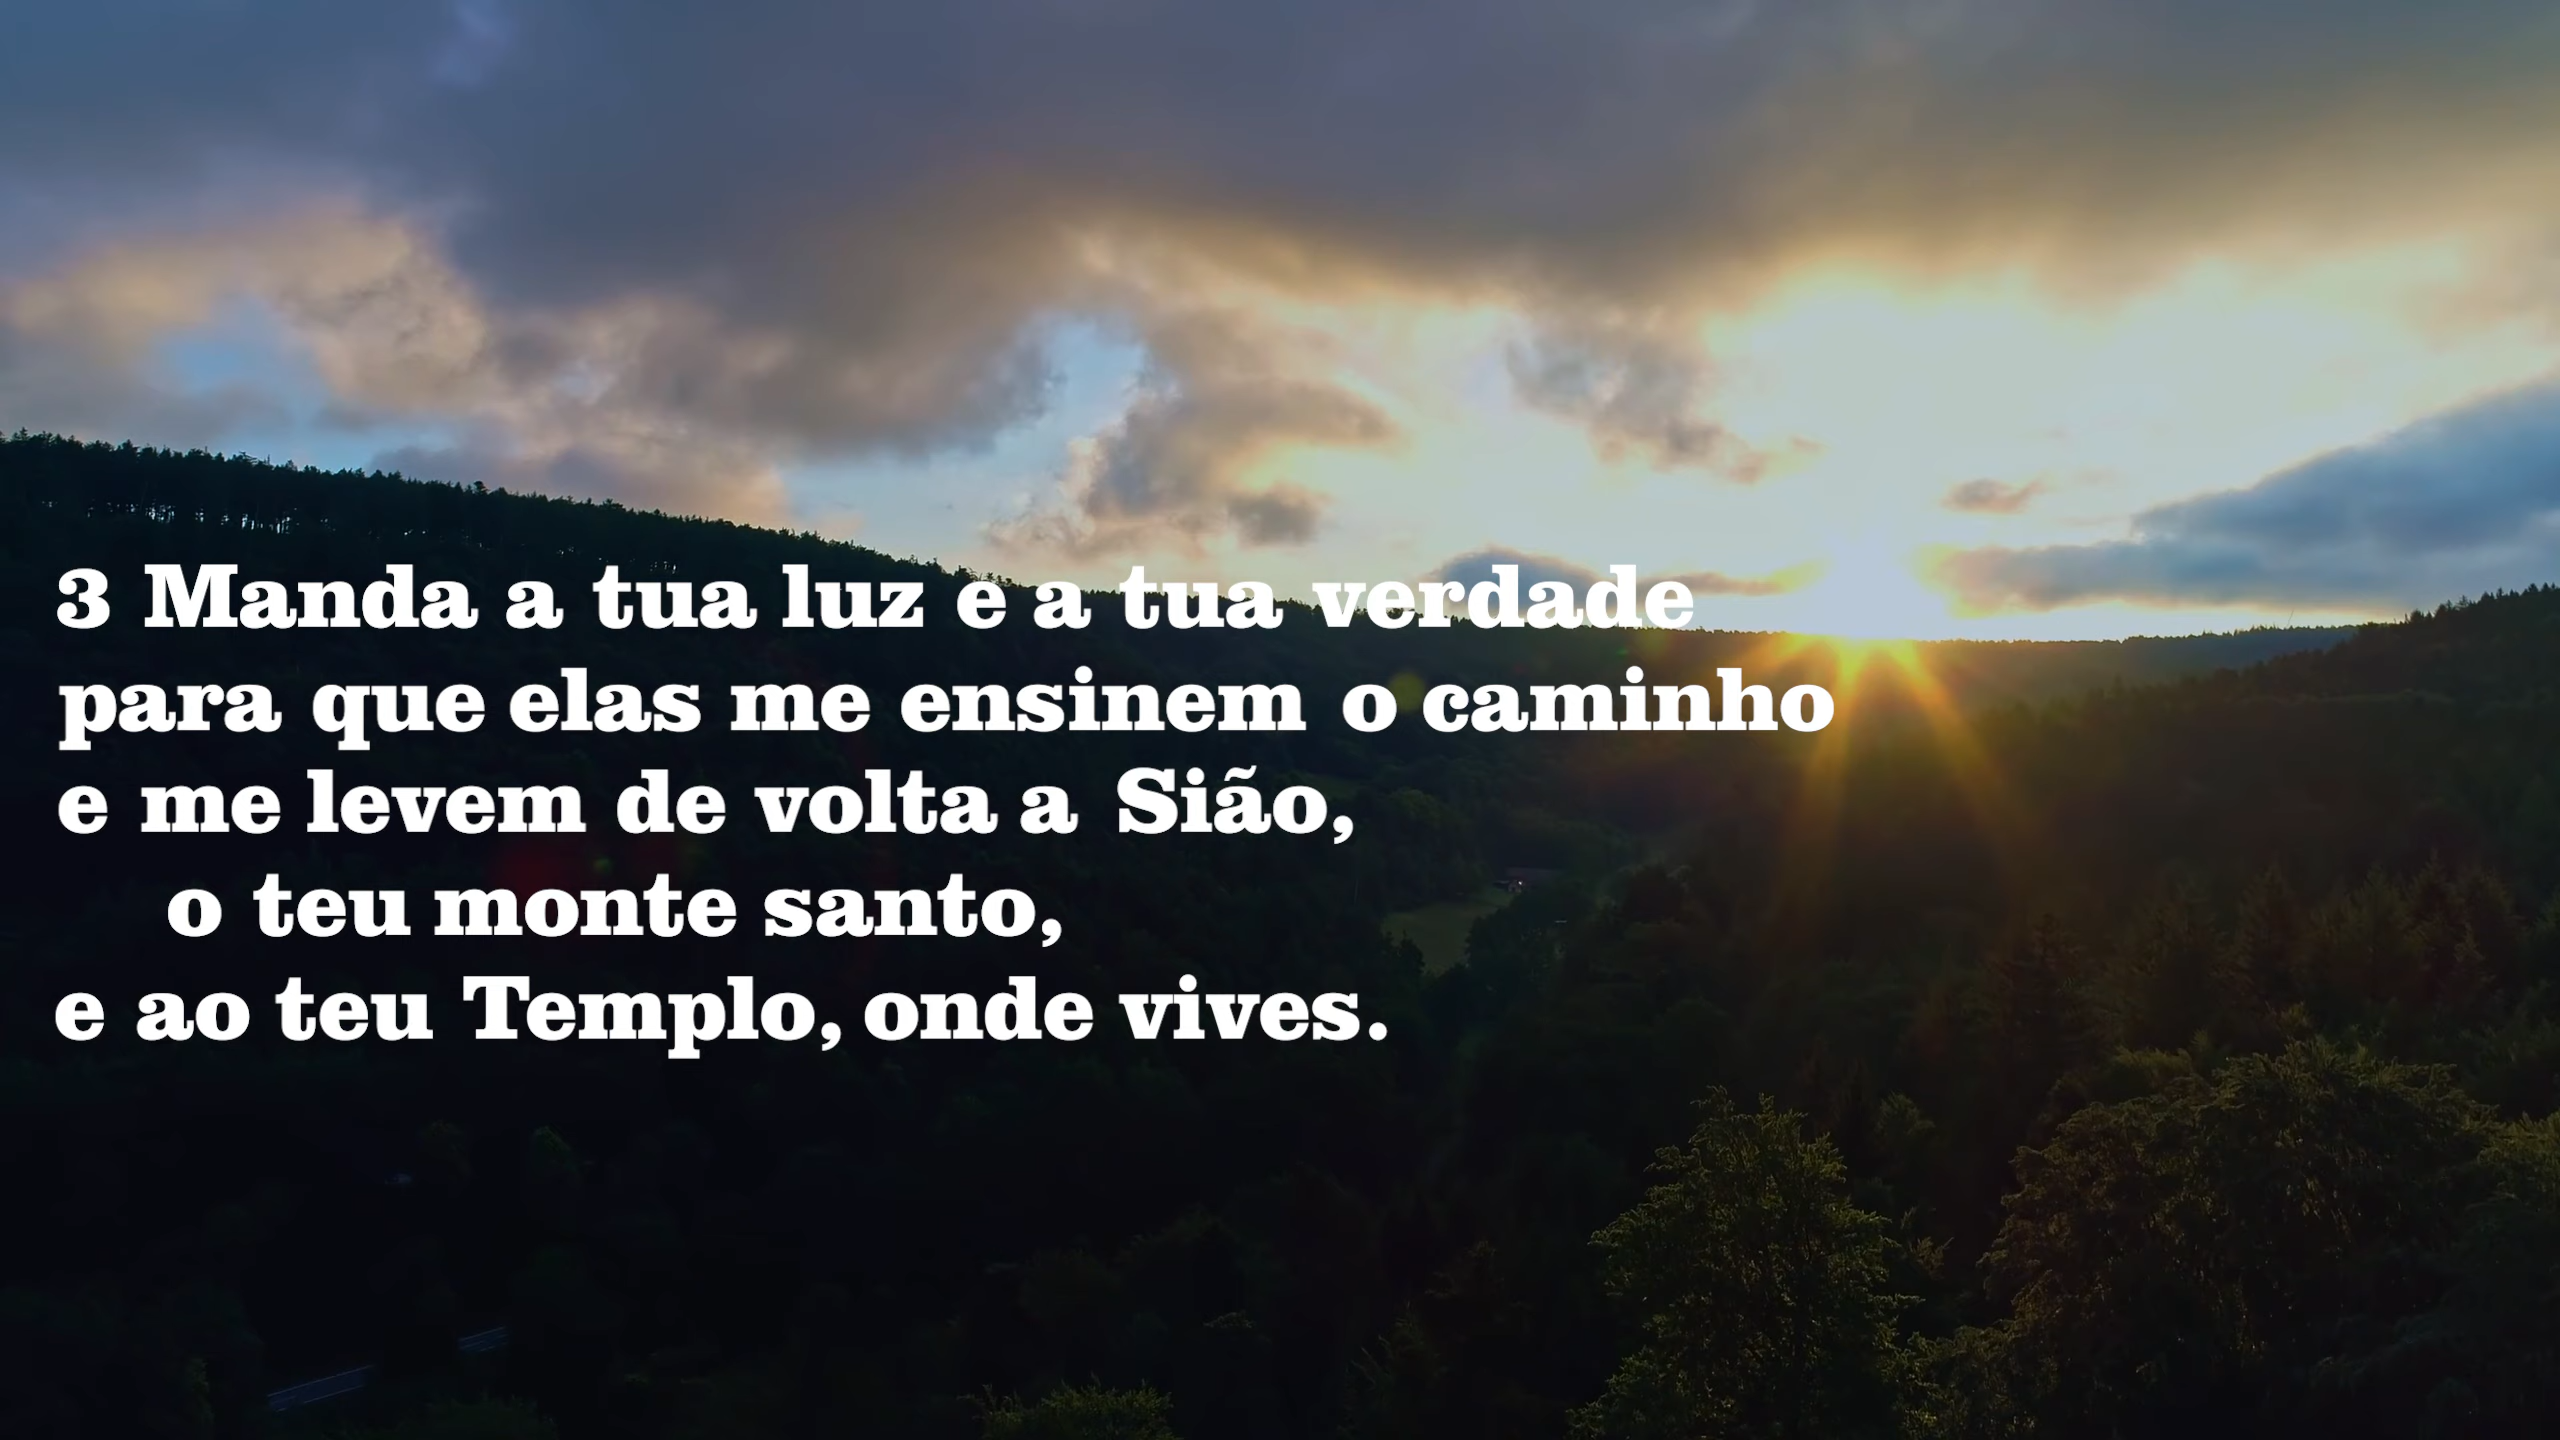 3 Manda a tua luz e a tua verdade
para que elas me ensinem o caminho
e me levem de volta a Sião,
o teu monte santo,
e ao teu Templo, onde vives.